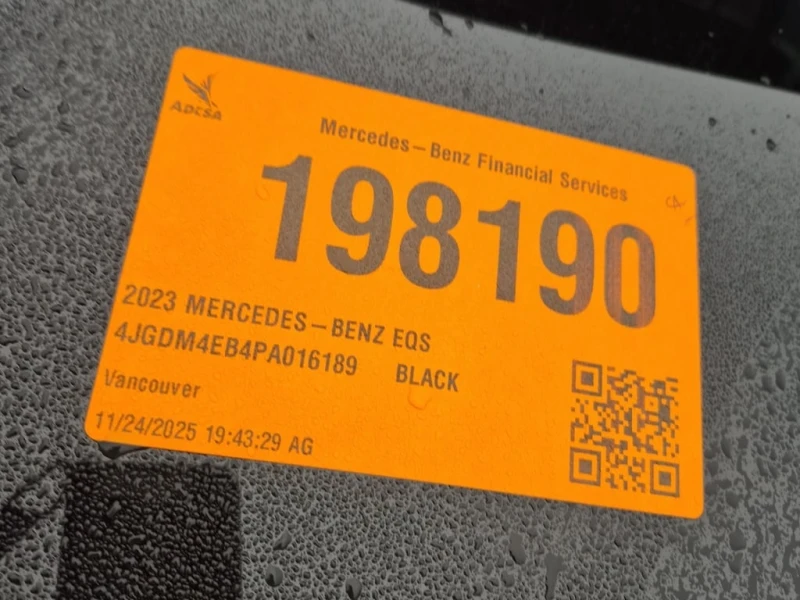 ADESA
Mercedes-Benz Financial Services
198190
2023 MERCEDES-BENZ EQS
4JGDM4EB4PA016189 BLACK
Vancouver
11/24/2025 19:43:29 AG